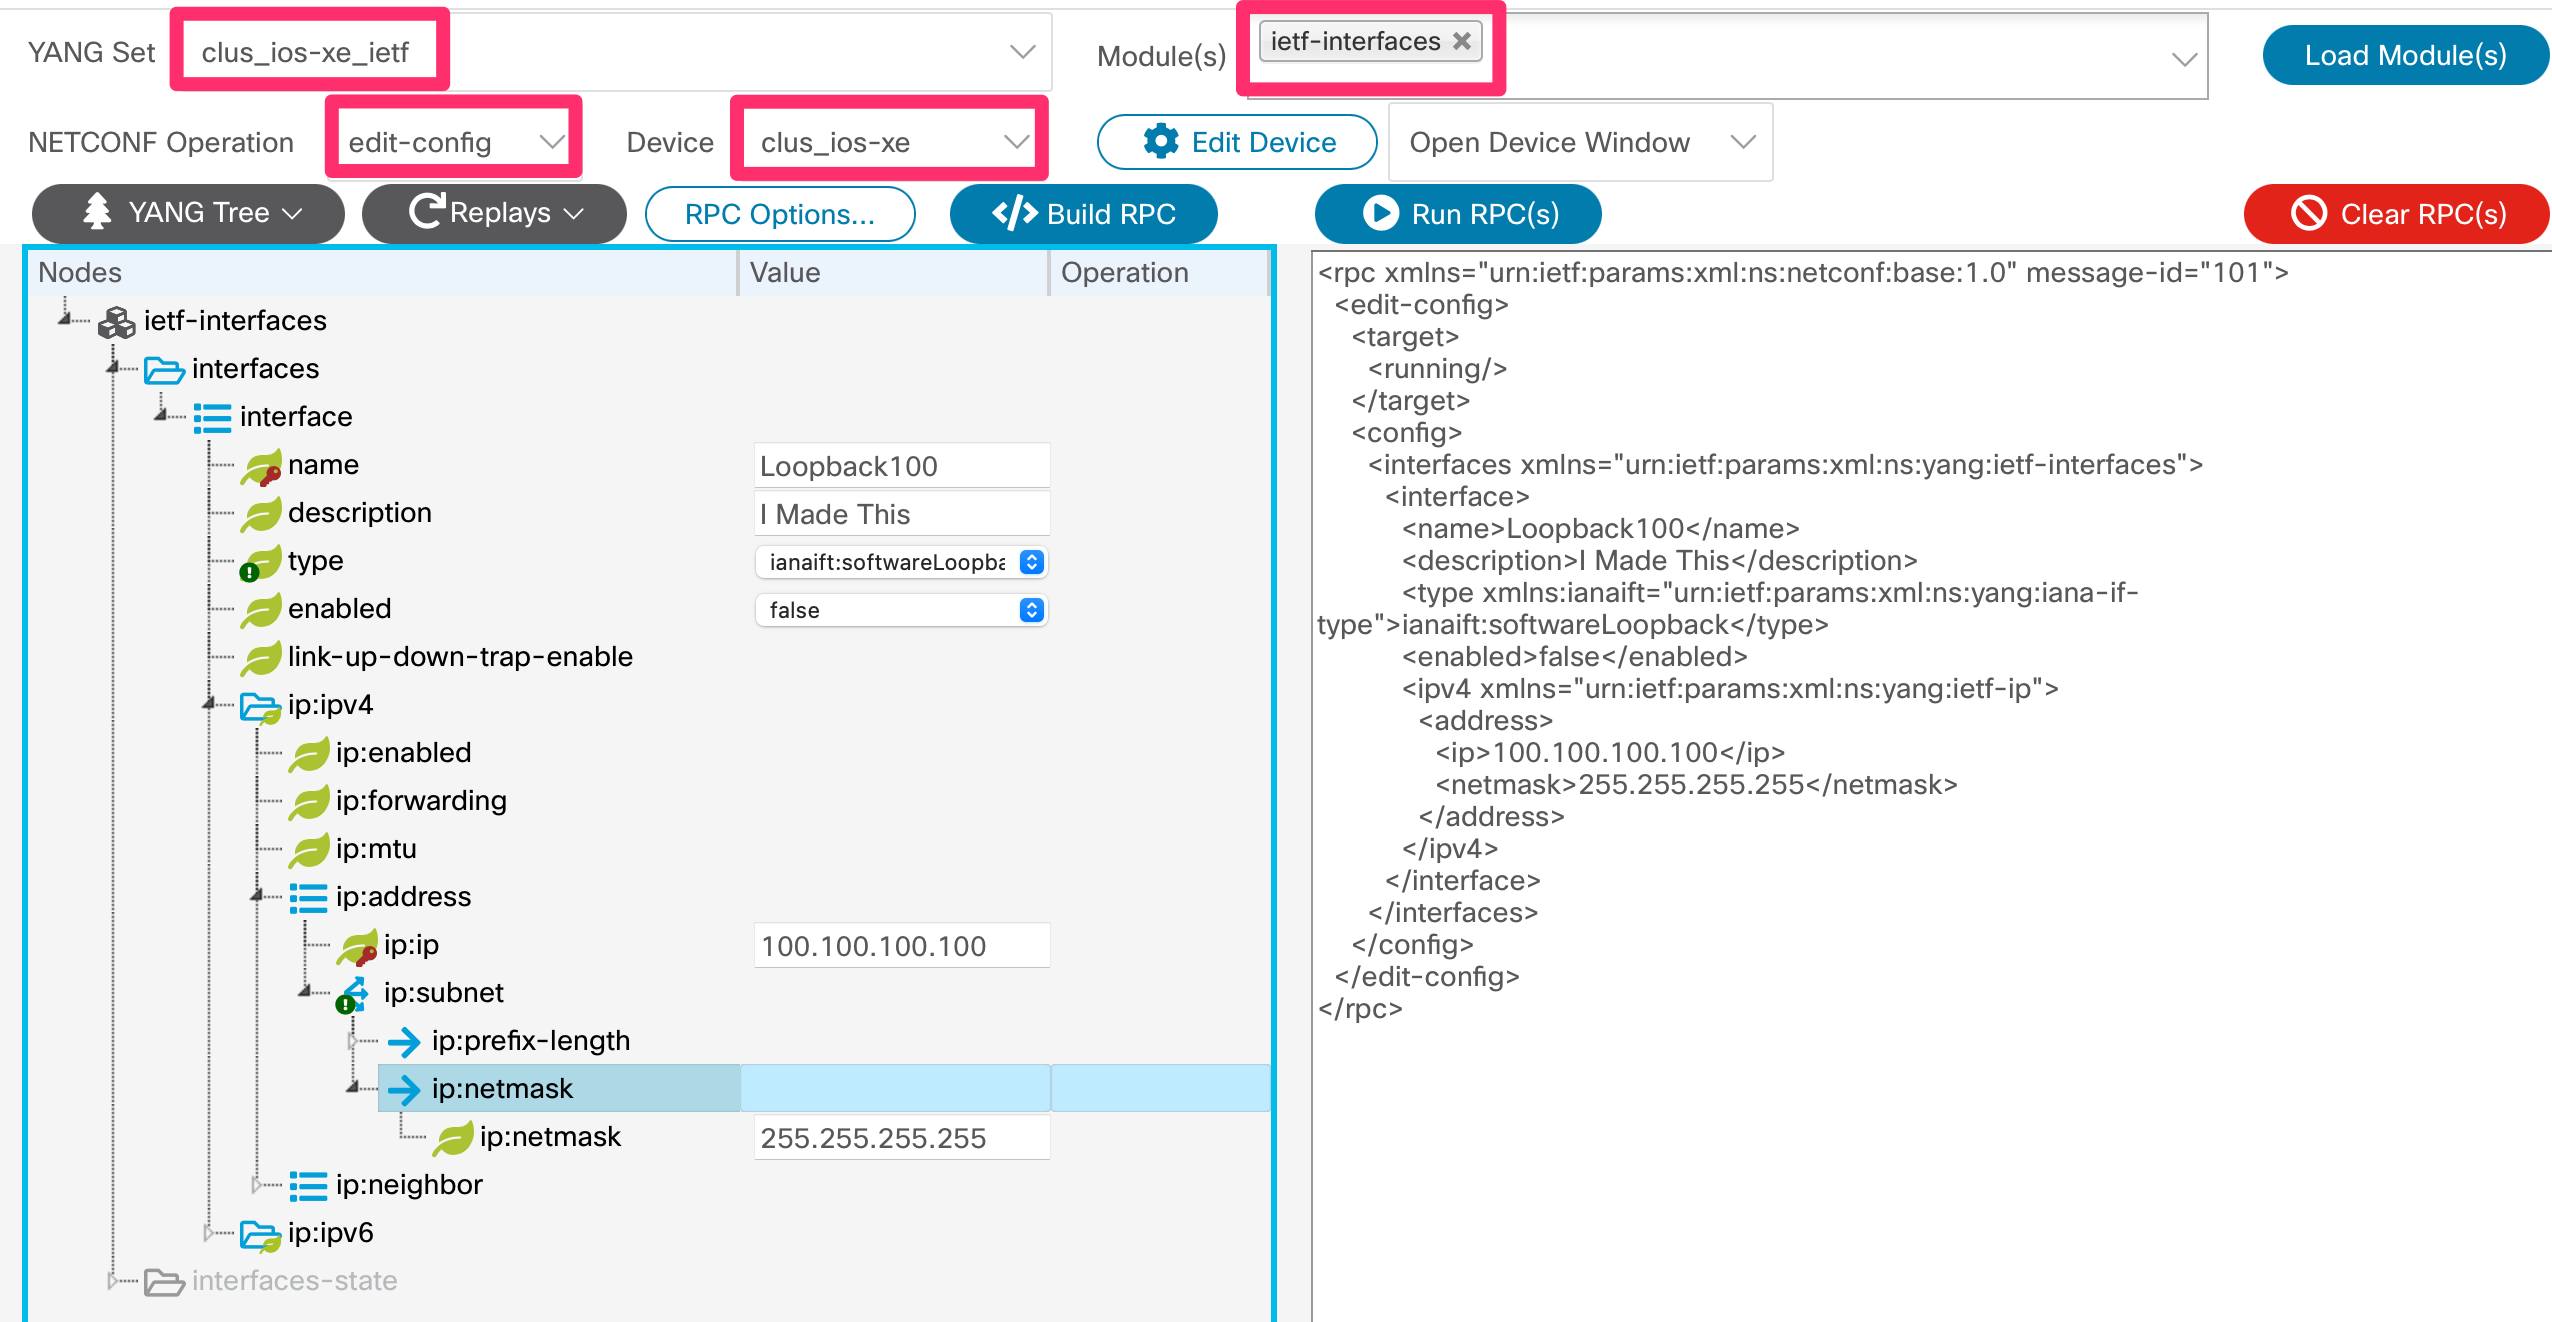 YANG Set clus_ios-xe_ietf Module(s) ietf-interfaces Load Module(s)
NETCONF Operation edit-config Device clus_ios-xe Edit Device Open Device Window
YANG Tree Replays RPC Options... </> Build RPC Run RPC(s) Clear RPC(s)
Nodes Value Operation
ietf-interfaces
interfaces
interface
name Loopback100
description I Made This
type ianaift:softwareLoopba
enabled false
link-up-down-trap-enable
ip:ipv4
ip:enabled
ip:forwarding
ip:mtu
ip:address
ip:ip 100.100.100.100
ip:subnet
ip:prefix-length
ip:netmask
ip:netmask 255.255.255.255
ip:neighbor
ip:ipv6
interfaces-state
<rpc xmlns="urn:ietf:params:xml:ns:netconf:base:1.0" message-id="101">
<edit-config>
<target>
<running/>
</target>
<config>
<interfaces xmlns="urn:ietf:params:xml:ns:yang:ietf-interfaces">
<interface>
<name>Loopback100</name>
<description>I Made This</description>
<type xmlns:ianaift="urn:ietf:params:xml:ns:yang:iana-if-
type">ianaift:softwareLoopback</type>
<enabled>false</enabled>
<ipv4 xmlns="urn:ietf:params:xml:ns:yang:ietf-ip">
<address>
<ip>100.100.100.100</ip>
<netmask>255.255.255.255</netmask>
</address>
</ipv4>
</interface>
</interfaces>
</config>
</edit-config>
</rpc>